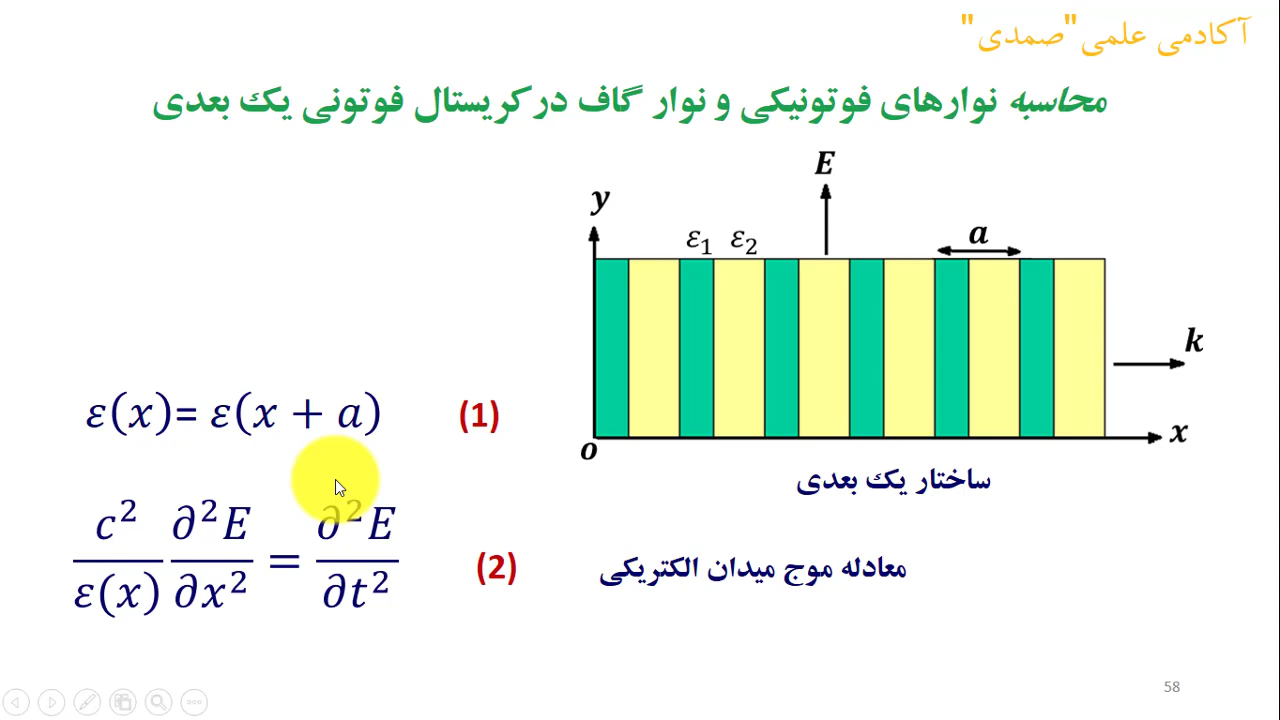 آکادمی علمی"صمدی"
محاسبه نوارهای فوتونیکی و نوار گاف در کریستال فوتونی یک بعدی
E
y
ε₁ ε₂
a
k
x
o
ε(x)= ε(x + a) (1)
ساختار یک بعدی
c²/ε(x) ∂²E/∂x² = ∂²E/∂t² (2)
معادله موج میدان الکتریکی
58